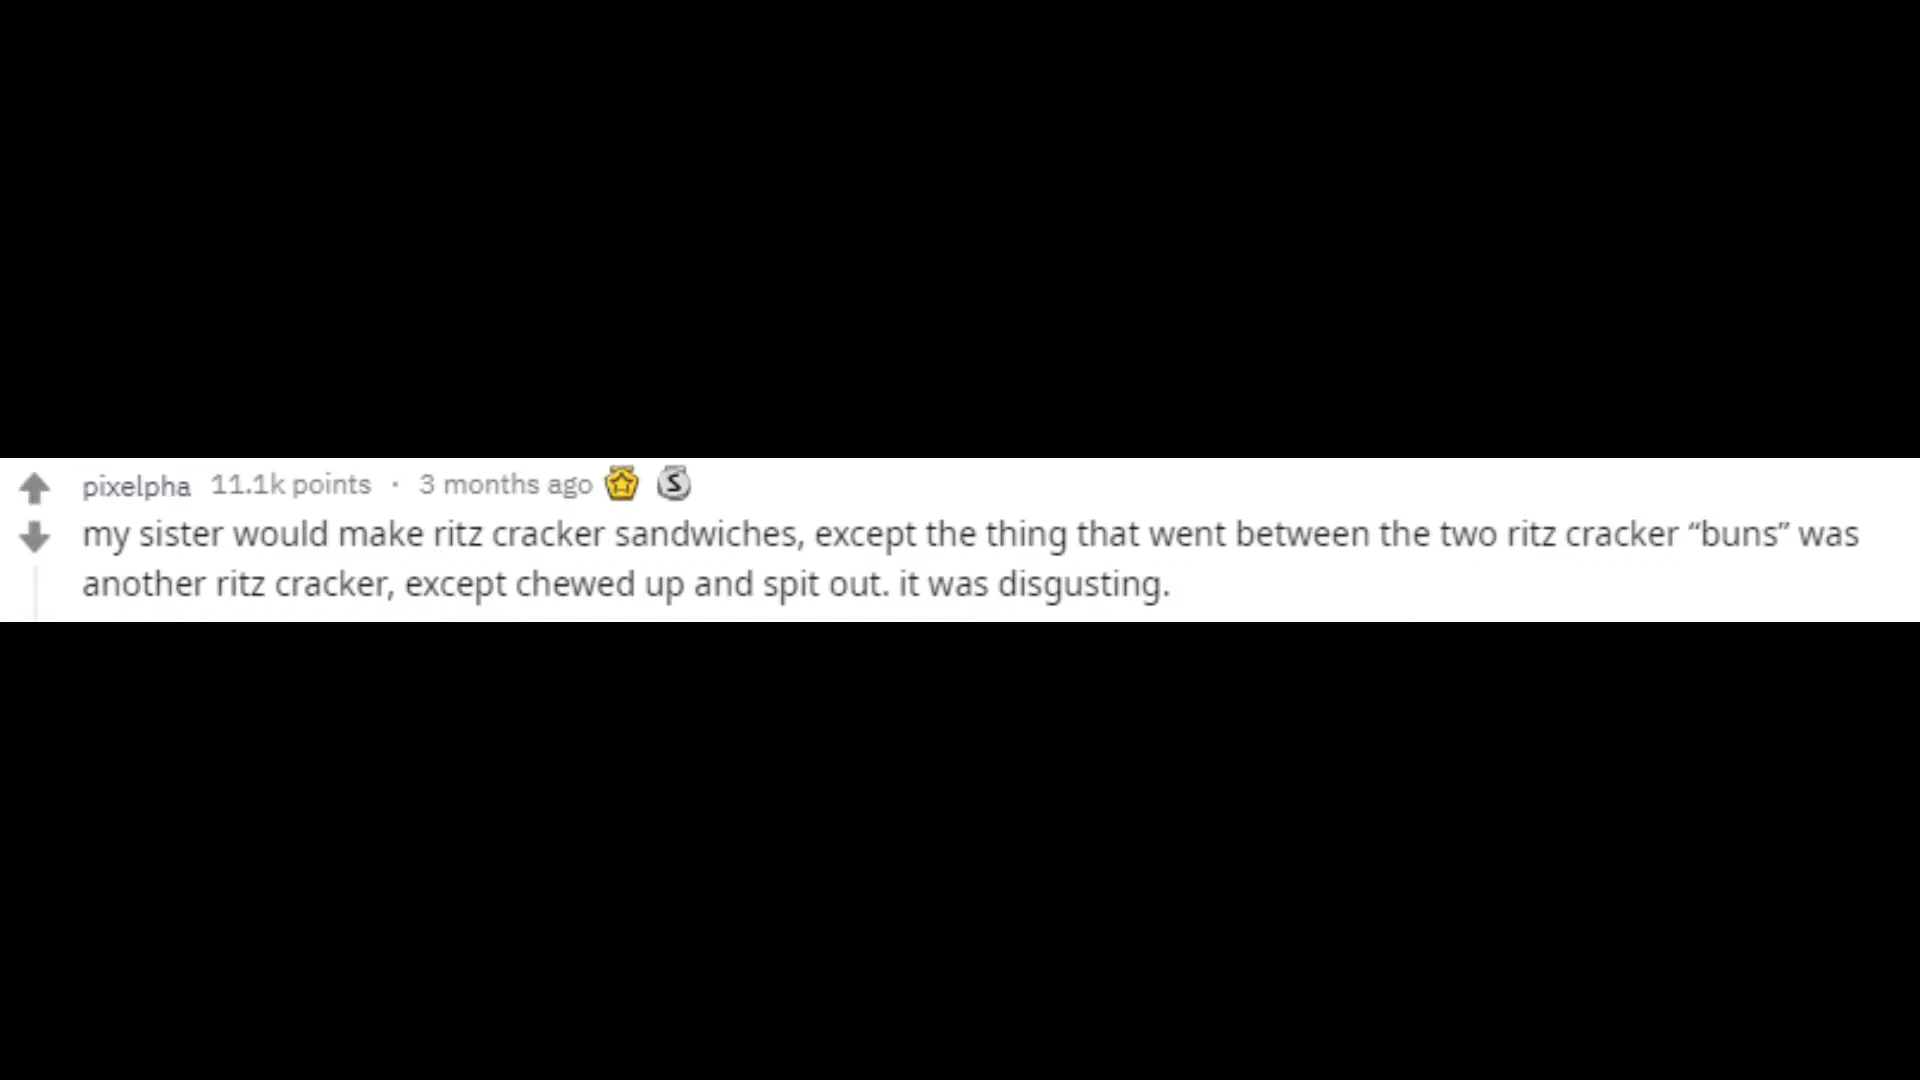 pixelpha 11.1k points · 3 months ago S
my sister would make ritz cracker sandwiches, except the thing that went between the two ritz cracker “buns” was
another ritz cracker, except chewed up and spit out. it was disgusting.